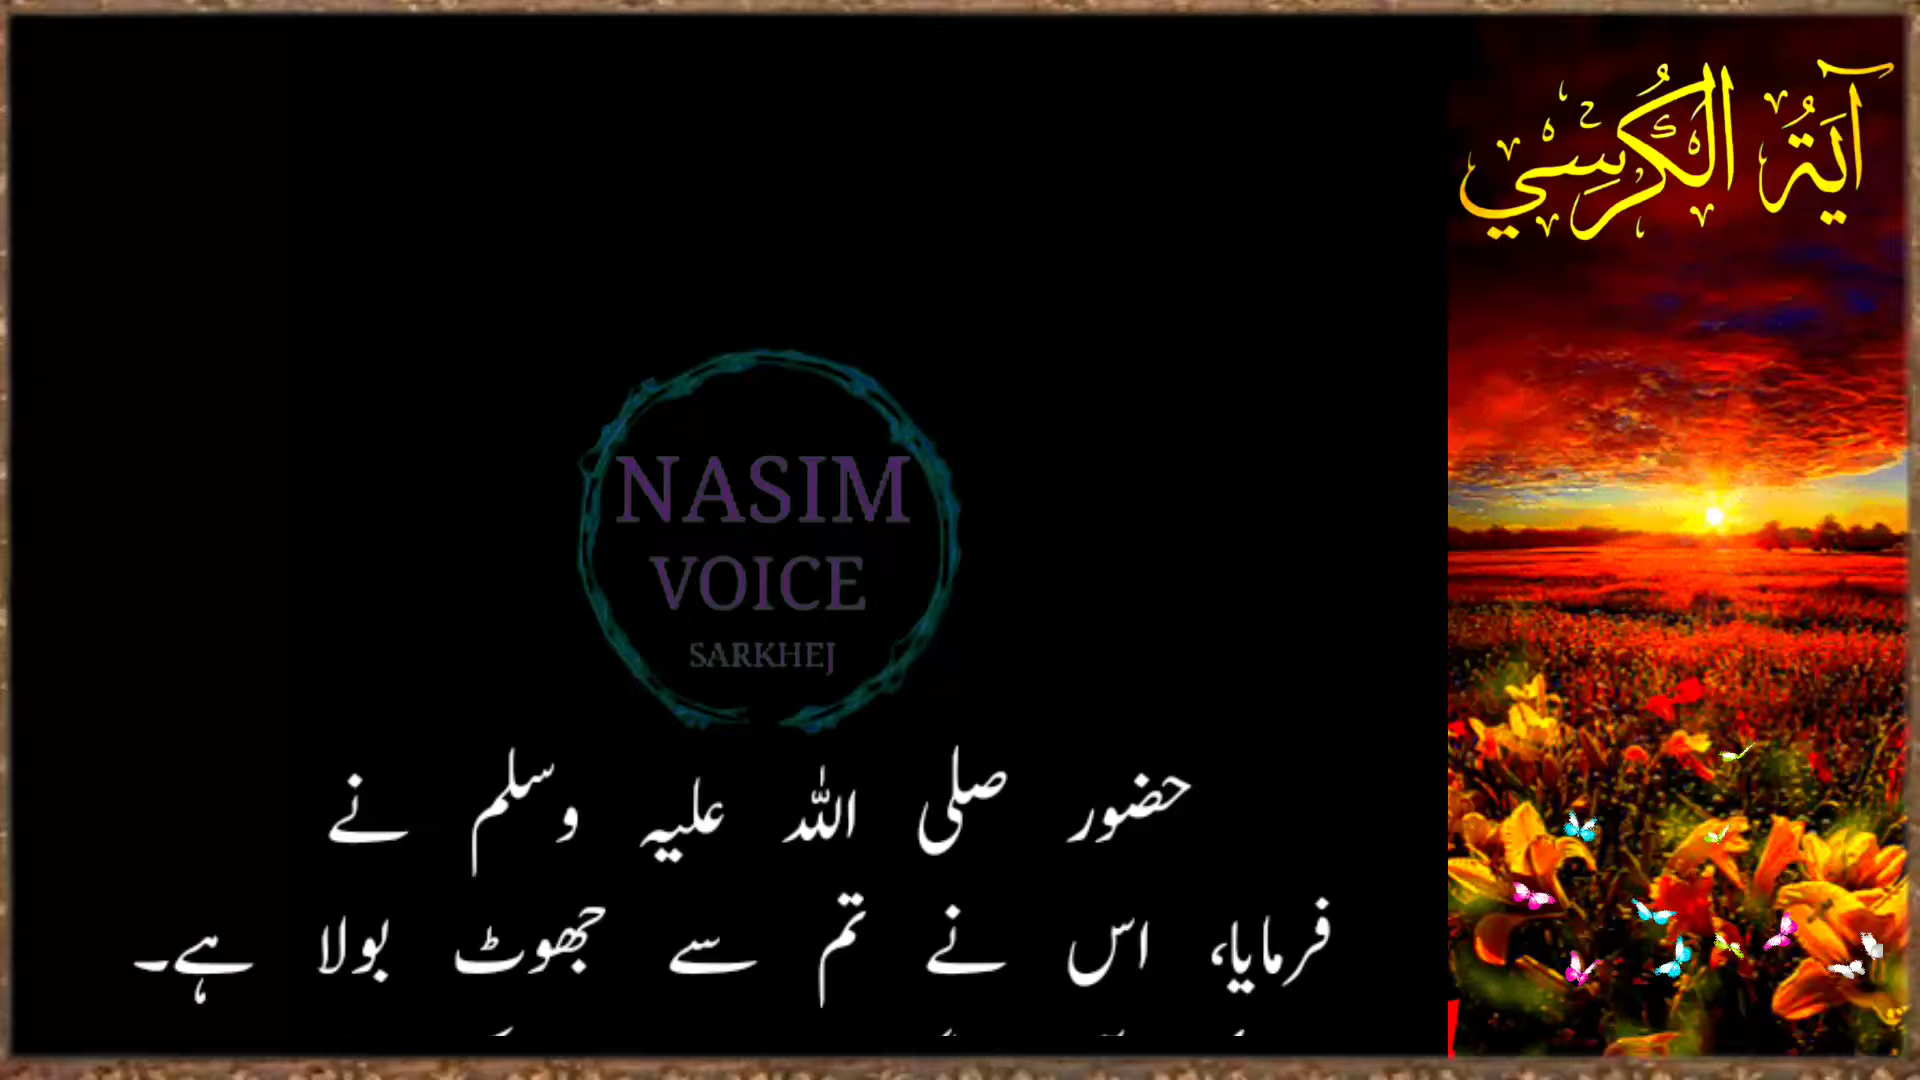 آيَةُ الْكُرْسِي
NASIM
VOICE
SARKHEJ
حضور صلی اللہ علیہ وسلم نے
فرمایا، اس نے تم سے جھوٹ بولا ہے۔